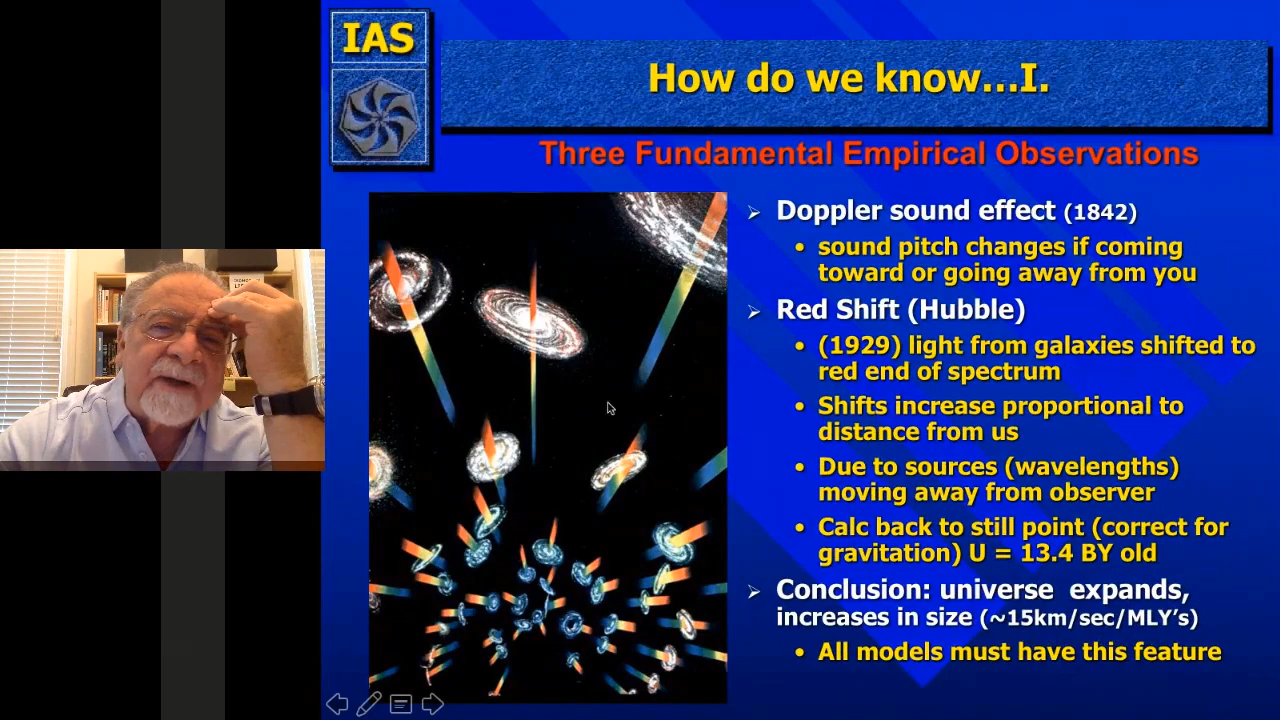 IAS
How do we know...I.
Three Fundamental Empirical Observations
Doppler sound effect (1842)
sound pitch changes if coming
toward or going away from you
Red Shift (Hubble)
(1929) light from galaxies shifted to
red end of spectrum
Shifts increase proportional to
distance from us
Due to sources (wavelengths)
moving away from observer
Calc back to still point (correct for
gravitation) U = 13.4 BY old
Conclusion: universe expands,
increases in size (~15km/sec/MLY's)
All models must have this feature